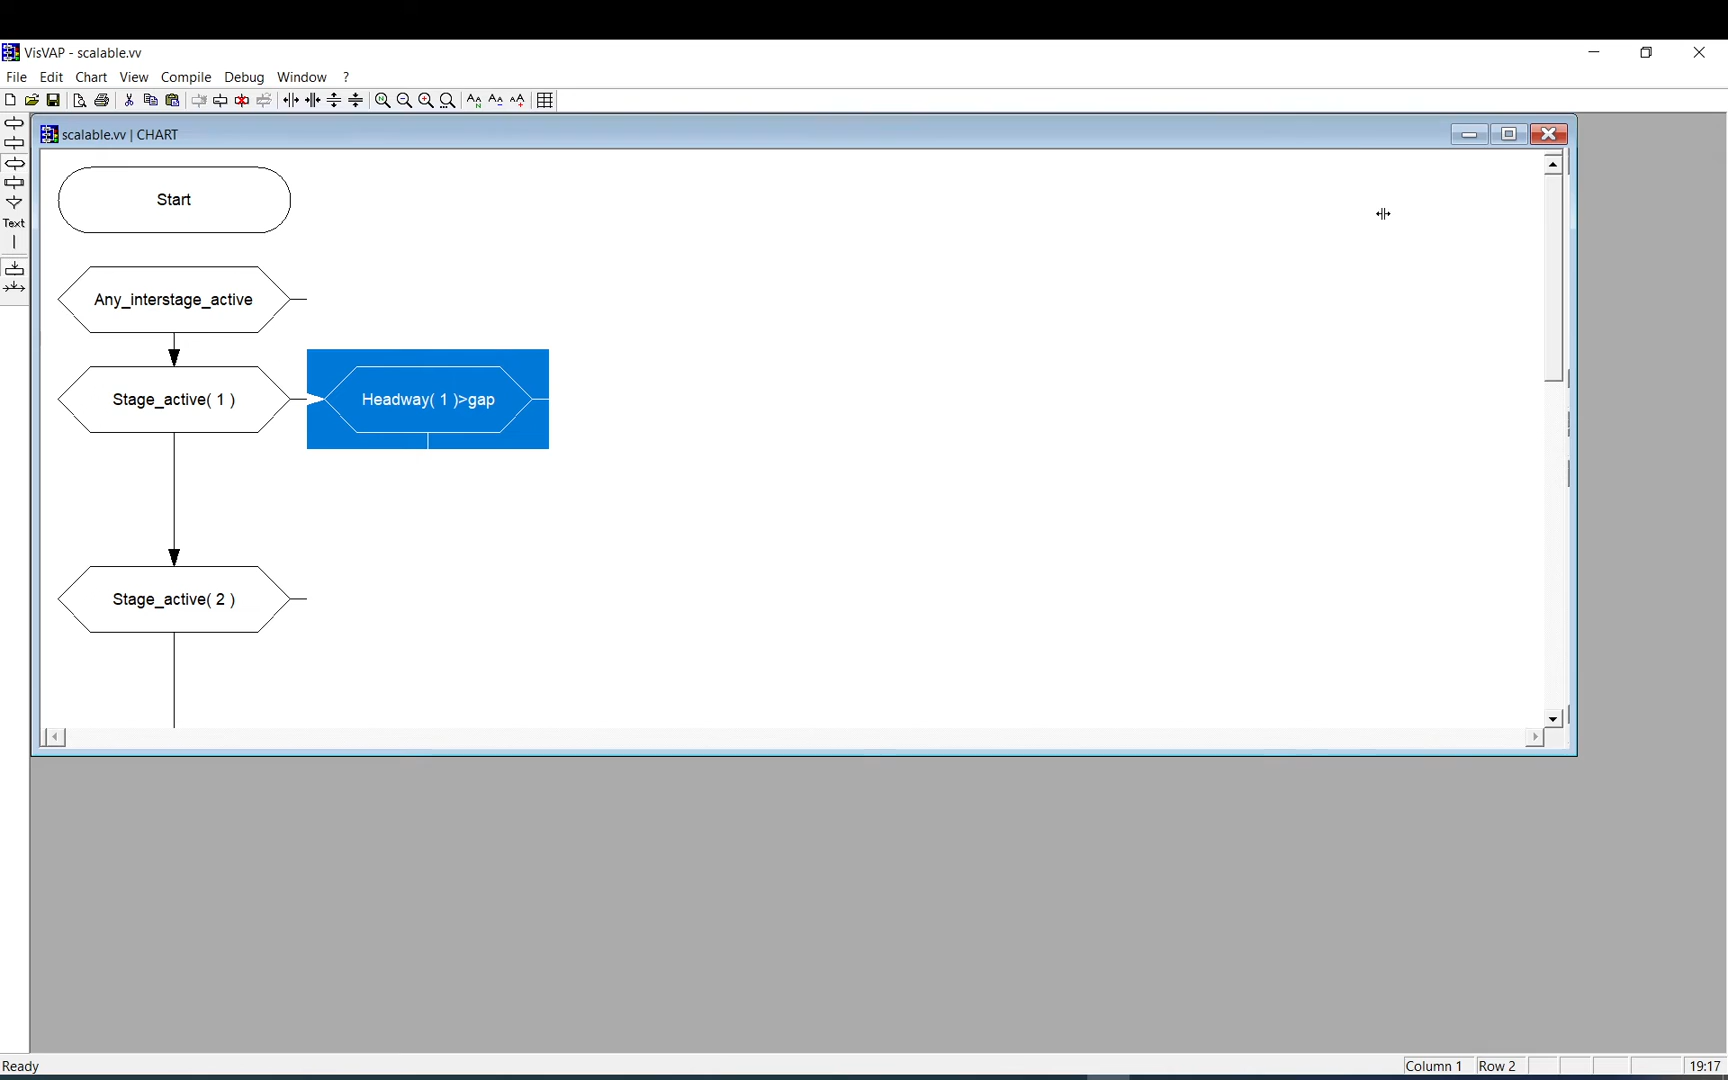 VisVAP - scalable.vv
File Edit Chart View Compile Debug Window ?
scalable.vv | CHART
Text
Start
Any_interstage_active
Stage_active( 1 )
Headway( 1 )>gap
Stage_active( 2 )
Ready
Column 1 Row 2 19:17